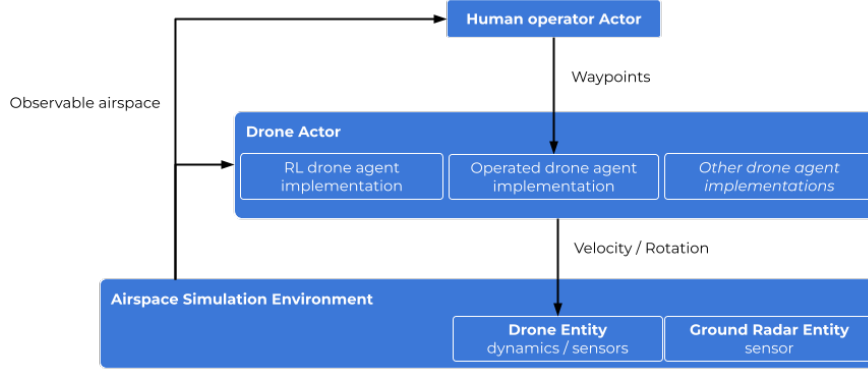 Human operator Actor
Waypoints
Observable airspace
Drone Actor
RL drone agent
implementation
Operated drone agent
implementation
Other drone agent
implementations
Velocity / Rotation
Airspace Simulation Environment
Drone Entity
dynamics / sensors
Ground Radar Entity
sensor